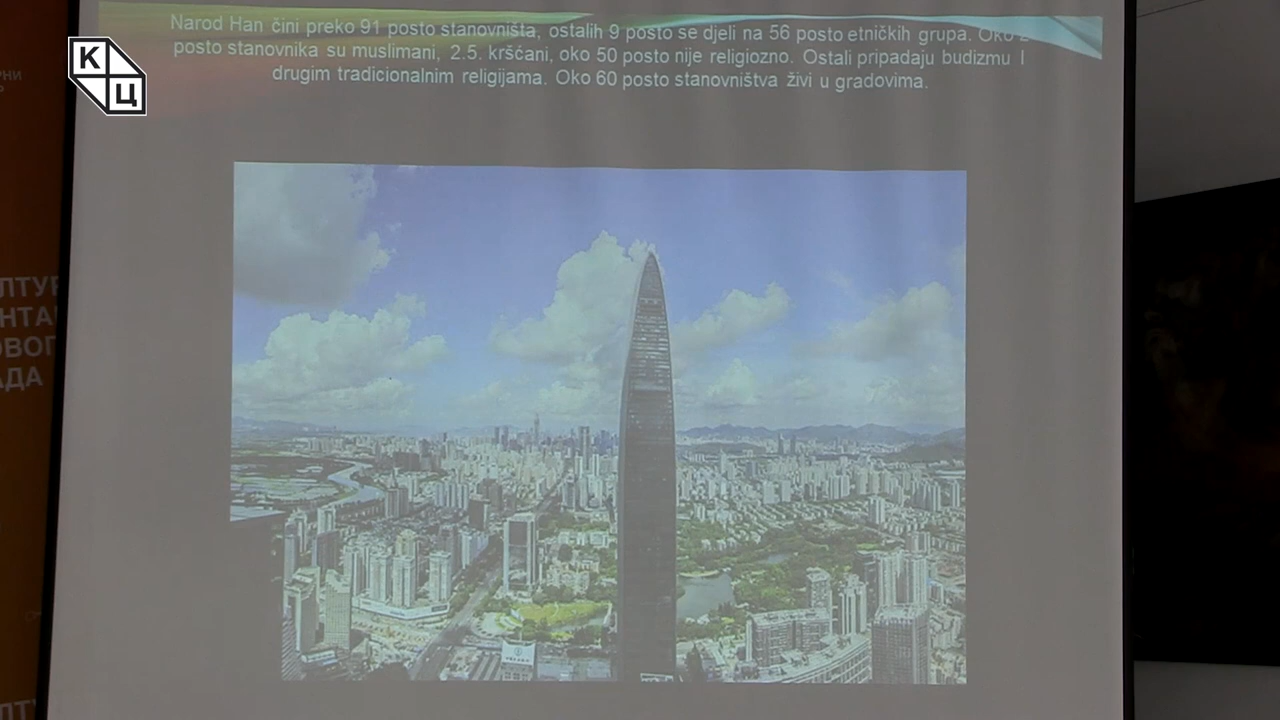 Narod Han čini preko 91 posto stanovništa, ostalih 9 posto se djeli na 56 posto etničkih grupa. Oko 2
posto stanovnika su muslimani, 2.5. kršćani, oko 50 posto nije religiozno. Ostali pripadaju budizmu I
drugim tradicionalnim religijama. Oko 60 posto stanovništva živi u gradovima.
К
Ц